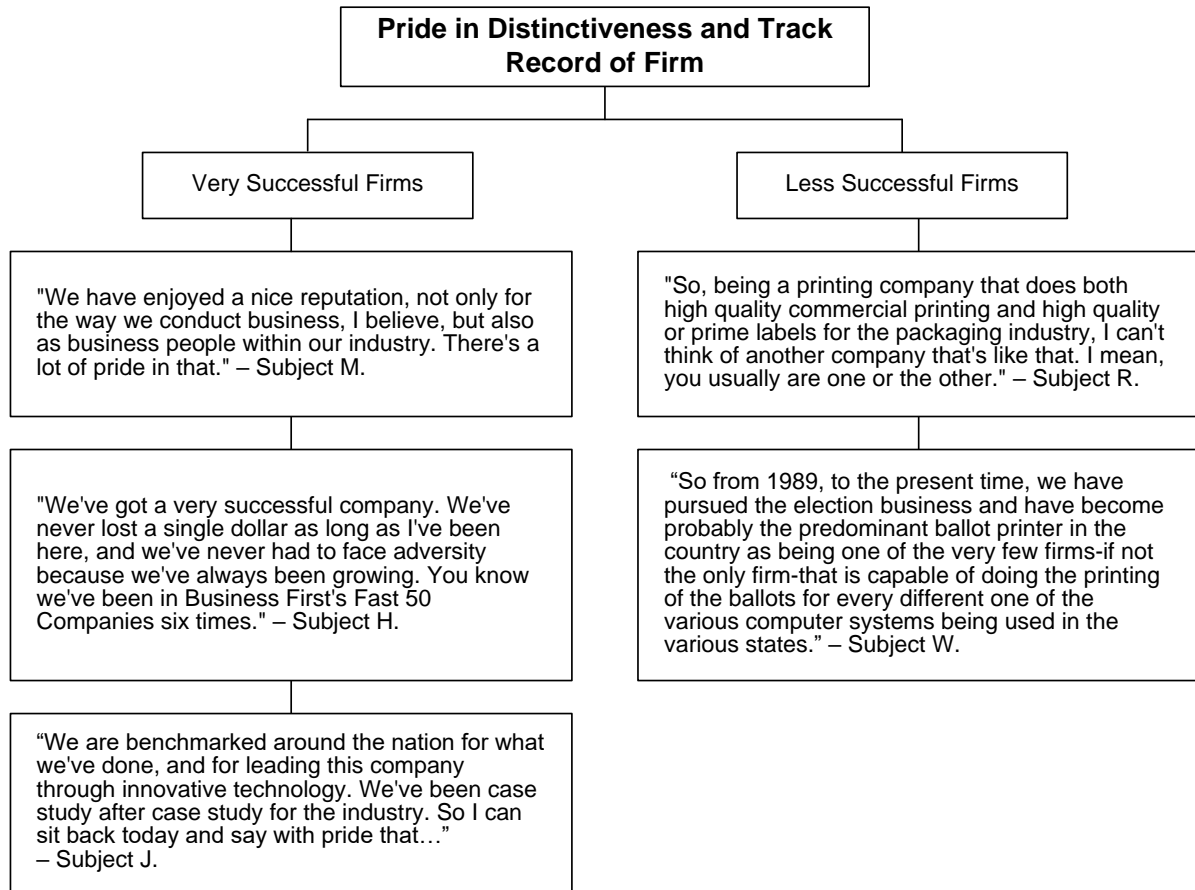 Pride in Distinctiveness and Track
Record of Firm
Very Successful Firms
Less Successful Firms
"We have enjoyed a nice reputation, not only for
the way we conduct business, I believe, but also
as business people within our industry. There's a
lot of pride in that." – Subject M.
"We've got a very successful company. We've
never lost a single dollar as long as I've been
here, and we've never had to face adversity
because we've always been growing. You know
we've been in Business First's Fast 50
Companies six times." – Subject H.
“We are benchmarked around the nation for what
we've done, and for leading this company
through innovative technology. We've been case
study after case study for the industry. So I can
sit back today and say with pride that…”
– Subject J.
"So, being a printing company that does both
high quality commercial printing and high quality
or prime labels for the packaging industry, I can't
think of another company that's like that. I mean,
you usually are one or the other." – Subject R.
“So from 1989, to the present time, we have
pursued the election business and have become
probably the predominant ballot printer in the
country as being one of the very few firms-if not
the only firm-that is capable of doing the printing
of the ballots for every different one of the
various computer systems being used in the
various states.” – Subject W.